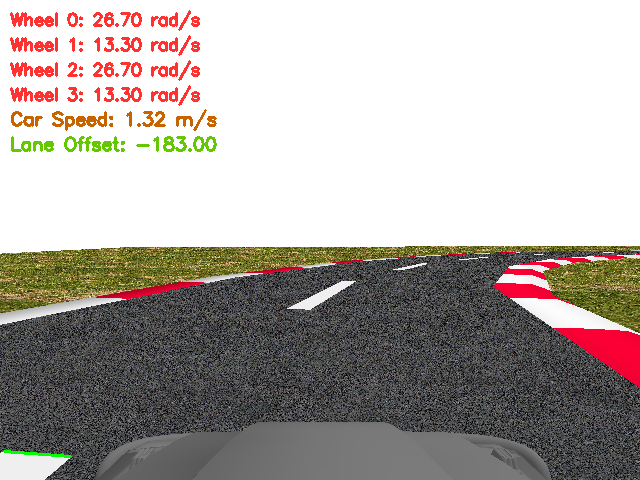 Wheel 0: 26.70 rad/s
Wheel 1: 13.30 rad/s
Wheel 2: 26.70 rad/s
Wheel 3: 13.30 rad/s
Car Speed: 1.32 m/s
Lane Offset: -183.00